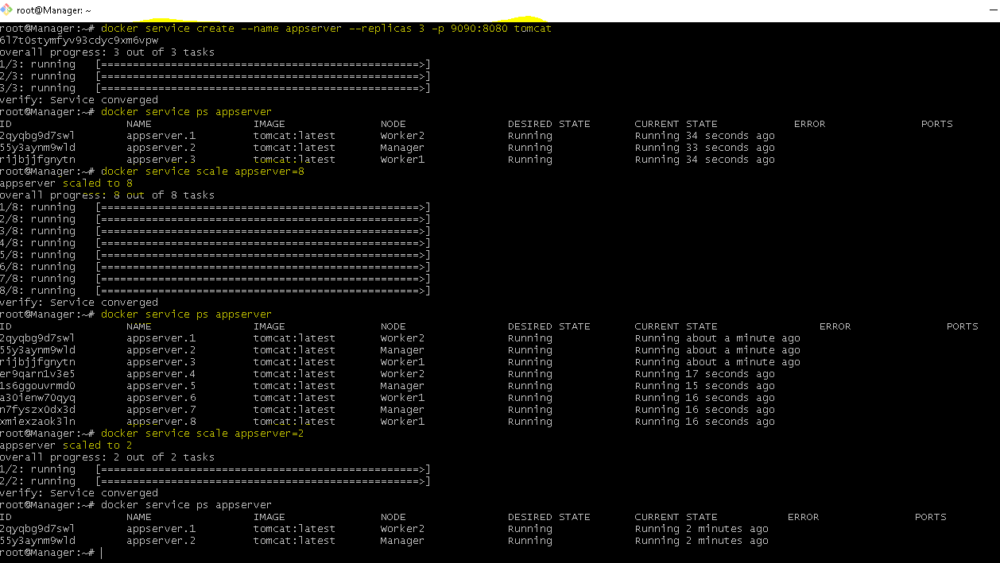 root@Manager: ~
root@Manager:~# docker service create --name appserver --replicas 3 -p 9090:8080 tomcat
6l7t0stymfyv93cdyc9xm6vpw
overall progress: 3 out of 3 tasks
1/3: running   [==================================================>]
2/3: running   [==================================================>]
3/3: running   [==================================================>]
verify: Service converged
root@Manager:~# docker service ps appserver
ID                  NAME                IMAGE               NODE                DESIRED STATE       CURRENT STATE            ERROR               PORTS
2qyqbg9d7swl        appserver.1         tomcat:latest       Worker2             Running             Running 34 seconds ago
55y3aynm9wld        appserver.2         tomcat:latest       Manager             Running             Running 33 seconds ago
rijbjjfgnytn        appserver.3         tomcat:latest       Worker1             Running             Running 34 seconds ago
root@Manager:~# docker service scale appserver=8
appserver scaled to 8
overall progress: 8 out of 8 tasks
1/8: running   [==================================================>]
2/8: running   [==================================================>]
3/8: running   [==================================================>]
4/8: running   [==================================================>]
5/8: running   [==================================================>]
6/8: running   [==================================================>]
7/8: running   [==================================================>]
8/8: running   [==================================================>]
verify: Service converged
root@Manager:~# docker service ps appserver
ID                  NAME                IMAGE               NODE                DESIRED STATE       CURRENT STATE                ERROR               PORTS
2qyqbg9d7swl        appserver.1         tomcat:latest       Worker2             Running             Running about a minute ago
55y3aynm9wld        appserver.2         tomcat:latest       Manager             Running             Running about a minute ago
rijbjjfgnytn        appserver.3         tomcat:latest       Worker1             Running             Running about a minute ago
er9qarn1v3e5        appserver.4         tomcat:latest       Worker2             Running             Running 17 seconds ago
1s6ggouvrmd0        appserver.5         tomcat:latest       Manager             Running             Running 15 seconds ago
a30ienw70qyq        appserver.6         tomcat:latest       Worker1             Running             Running 16 seconds ago
n7fyszx0dx3d        appserver.7         tomcat:latest       Manager             Running             Running 16 seconds ago
xmiexzaok3ln        appserver.8         tomcat:latest       Worker1             Running             Running 16 seconds ago
root@Manager:~# docker service scale appserver=2
appserver scaled to 2
overall progress: 2 out of 2 tasks
1/2: running   [==================================================>]
2/2: running   [==================================================>]
verify: Service converged
root@Manager:~# docker service ps appserver
ID                  NAME                IMAGE               NODE                DESIRED STATE       CURRENT STATE           ERROR               PORTS
2qyqbg9d7swl        appserver.1         tomcat:latest       Worker2             Running             Running 2 minutes ago
55y3aynm9wld        appserver.2         tomcat:latest       Manager             Running             Running 2 minutes ago
root@Manager:~#